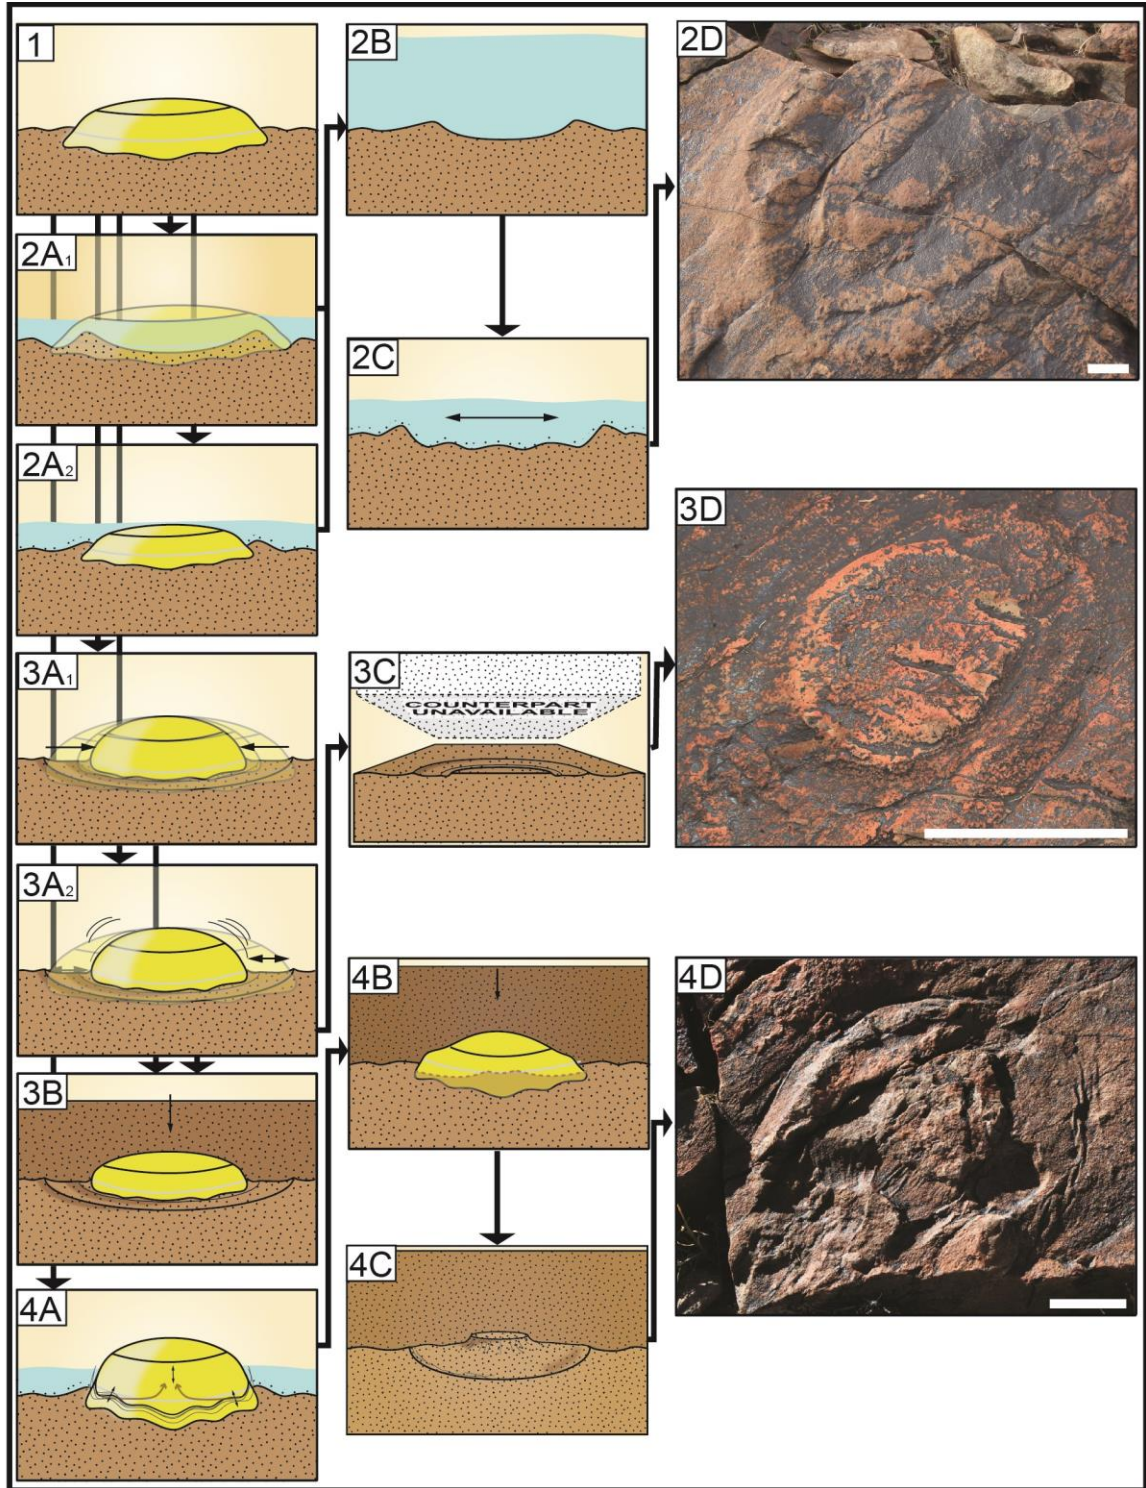 1
2A₁
2A₂
3A₁
3A₂
3B
4A
2B
2C
3C
COUNTERPART
UNAVAILABLE
4B
4C
2D
3D
4D